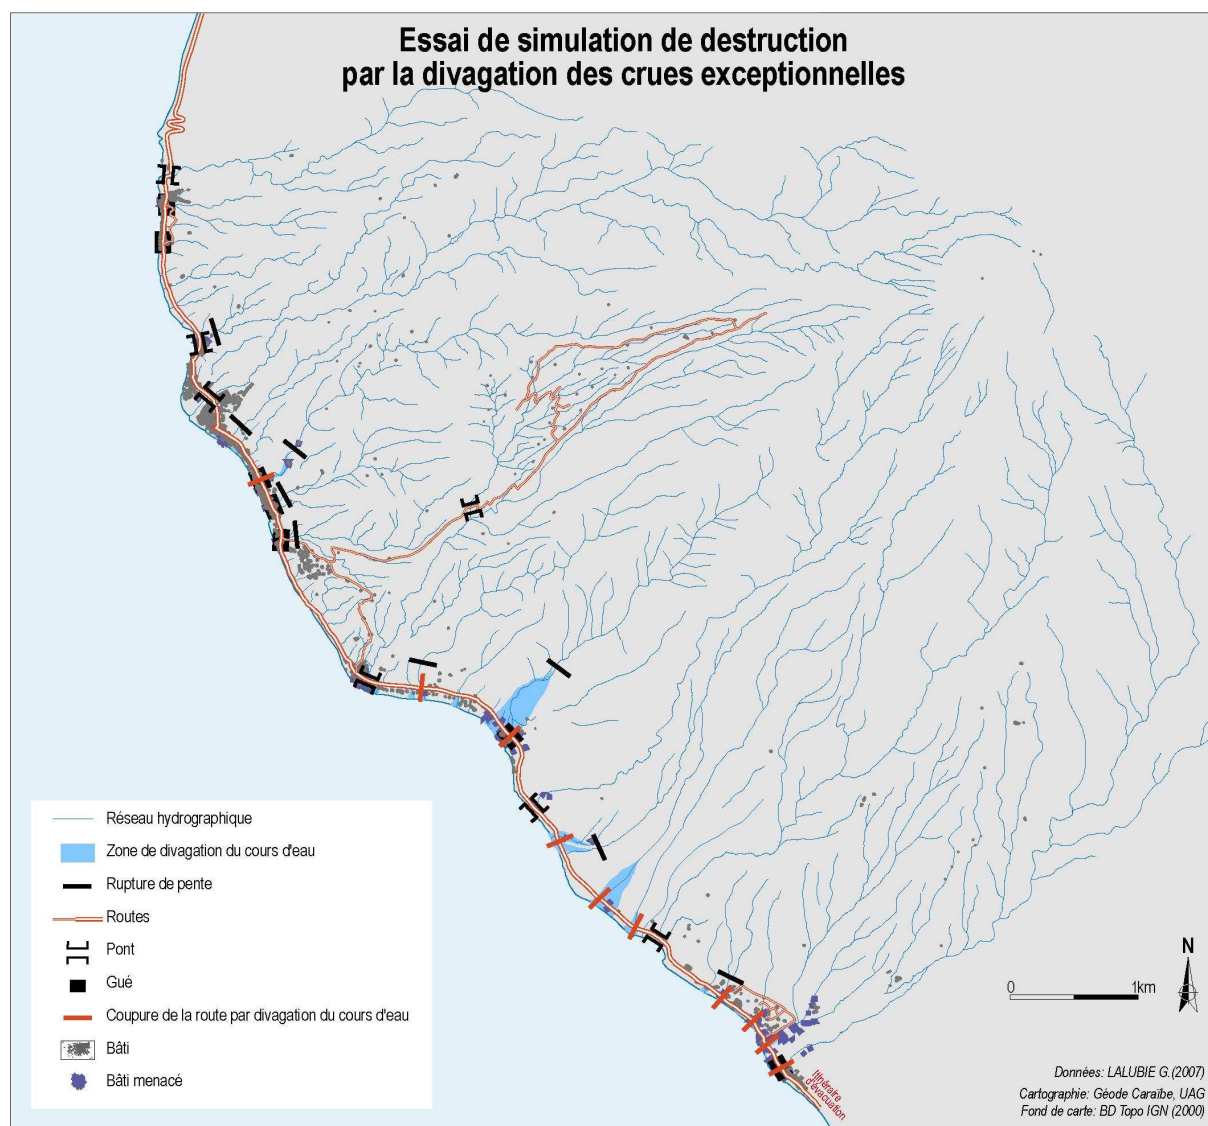 Essai de simulation de destruction
par la divagation des crues exceptionnelles
Réseau hydrographique
Zone de divagation du cours d'eau
Rupture de pente
Routes
Pont
Gué
Coupure de la route par divagation du cours d'eau
Bâti
Bâti menacé
Itinéraire
d'évacuation
N
0 1km
Données: LALUBIE G.(2007)
Cartographie: Géode Caraïbe, UAG
Fond de carte: BD Topo IGN (2000)